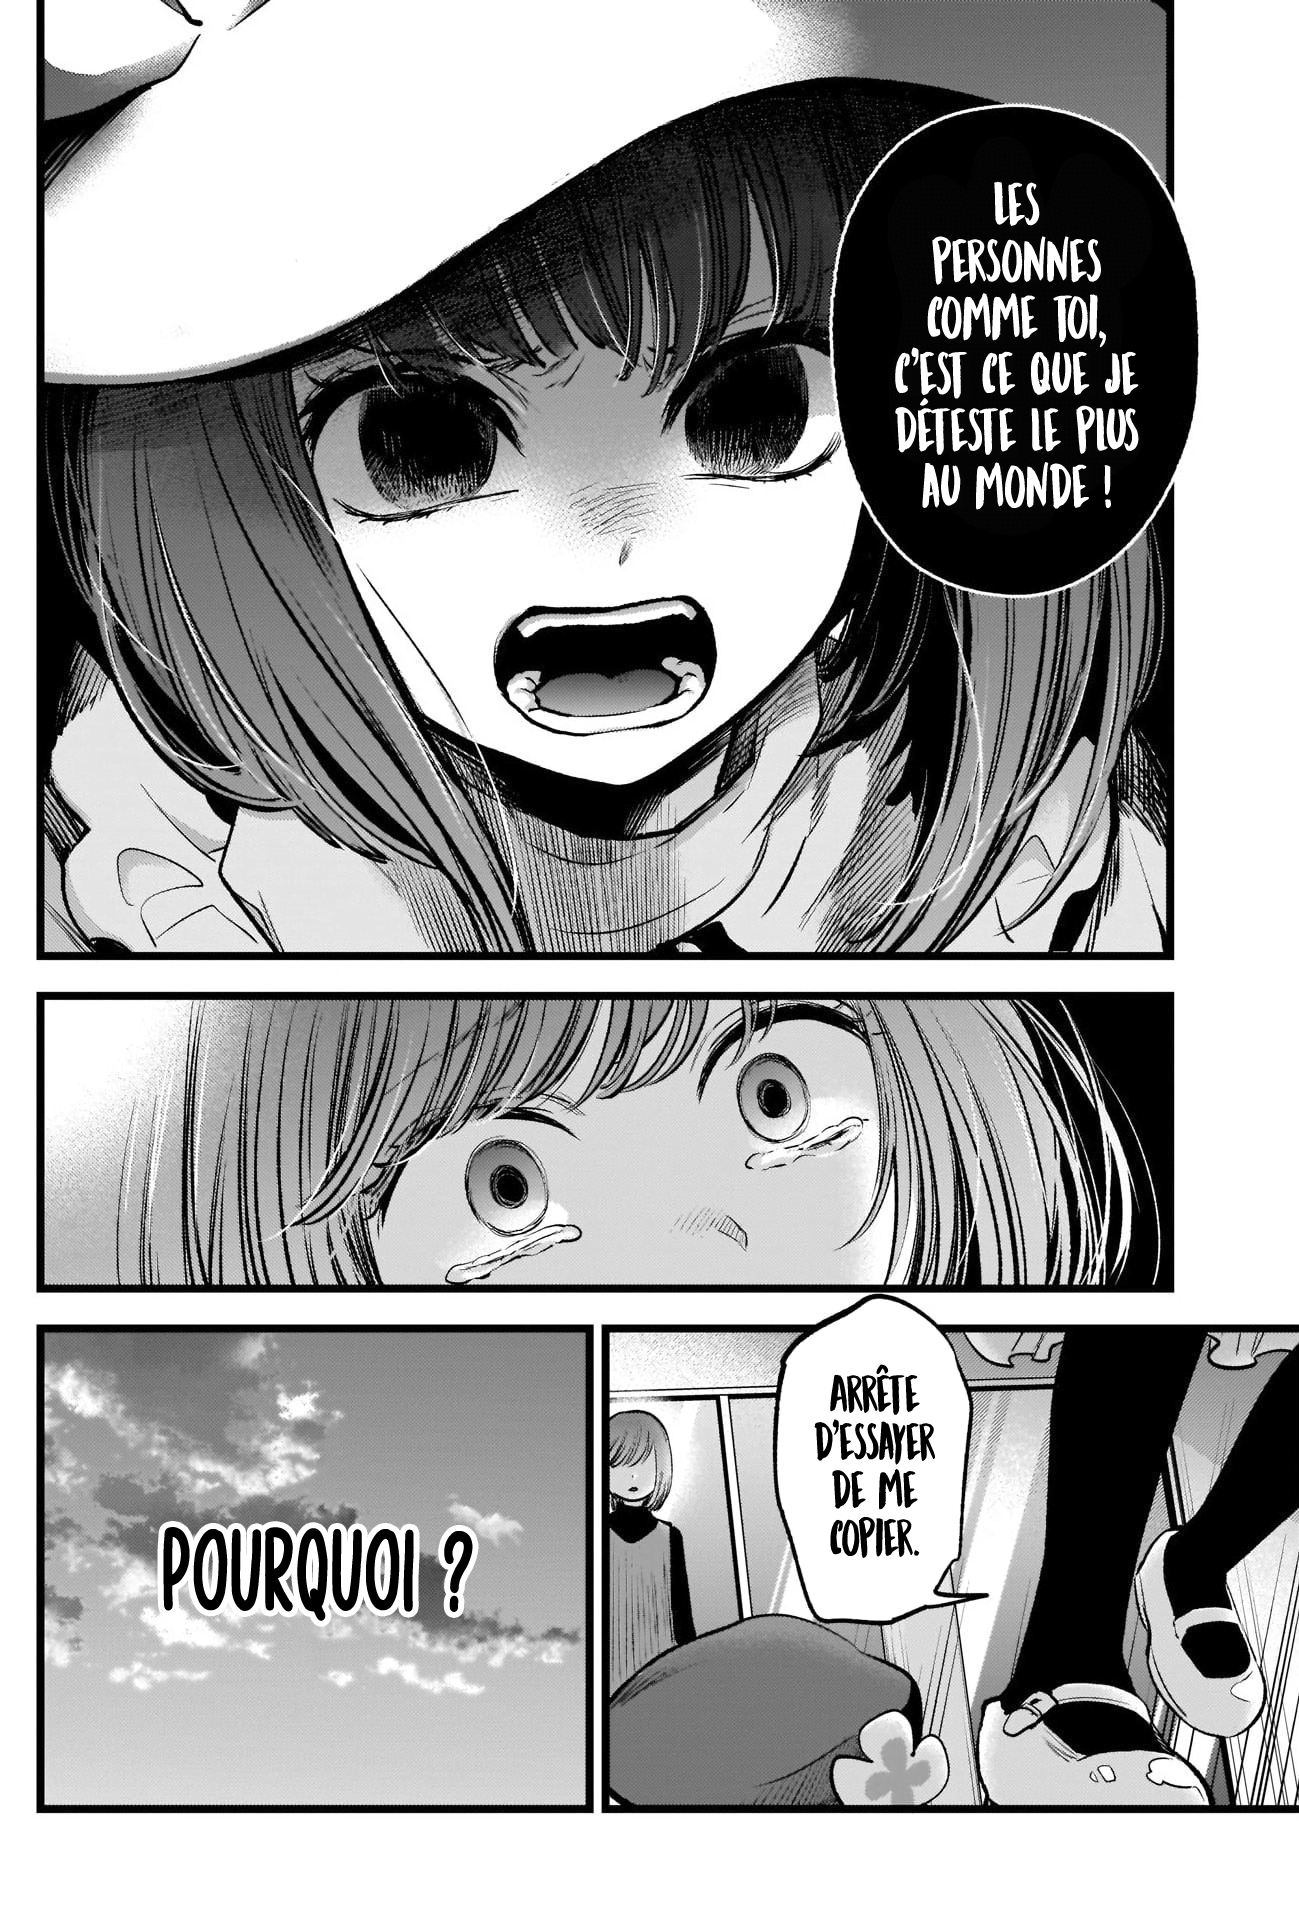 LES
PERSONNES
COMME TOI,
C'EST CE QUE JE
DÉTESTE LE PLUS
AU MONDE !
ARRÊTE
D'ESSAYER
DE ME
COPIER.
POURQUOI ?